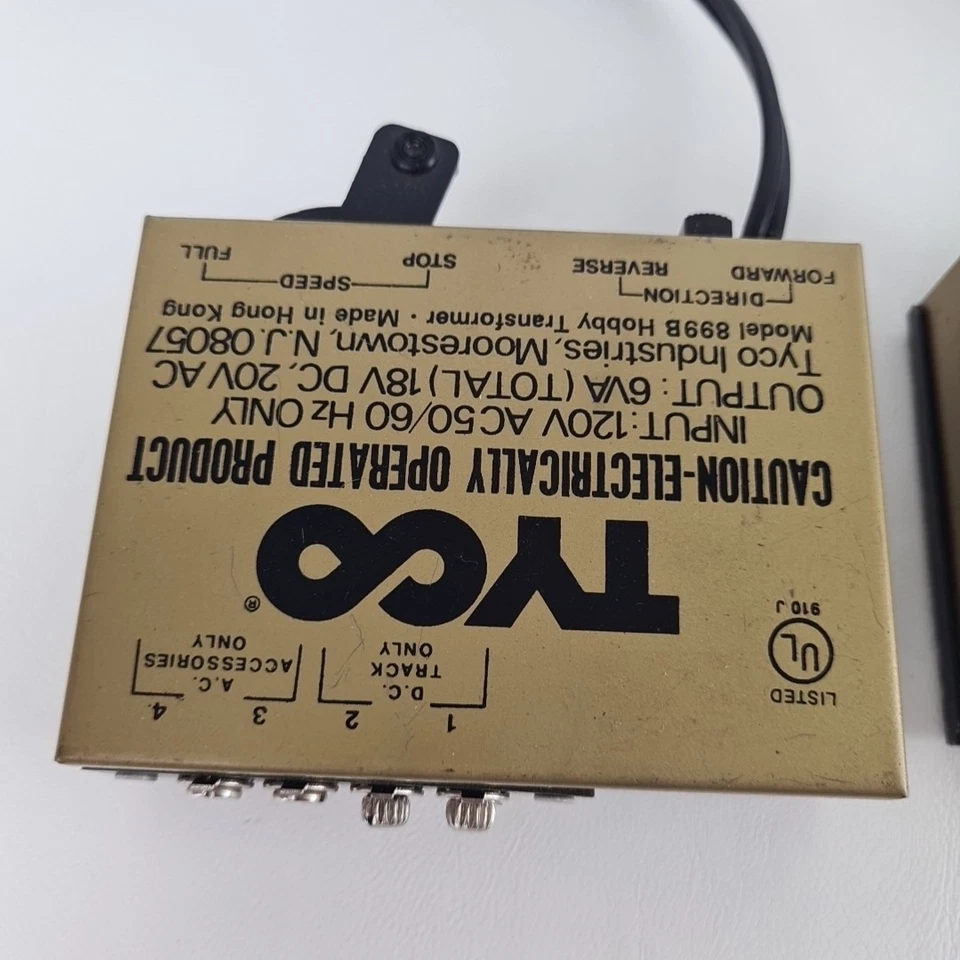 1 2 3 4
D.C. A.C.
TRACK ACCESSORIES
ONLY ONLY
LISTED
UL
910 J
TYCO®
CAUTION-ELECTRICALLY OPERATED PRODUCT
INPUT:120V AC50/60 Hz ONLY
OUTPUT: 6VA (TOTAL) 18V DC, 20V AC
Tyco Industries, Moorestown, N.J. 08057
Model 899B Hobby Transformer • Made in Hong Kong
DIRECTION SPEED
FORWARD REVERSE STOP FULL